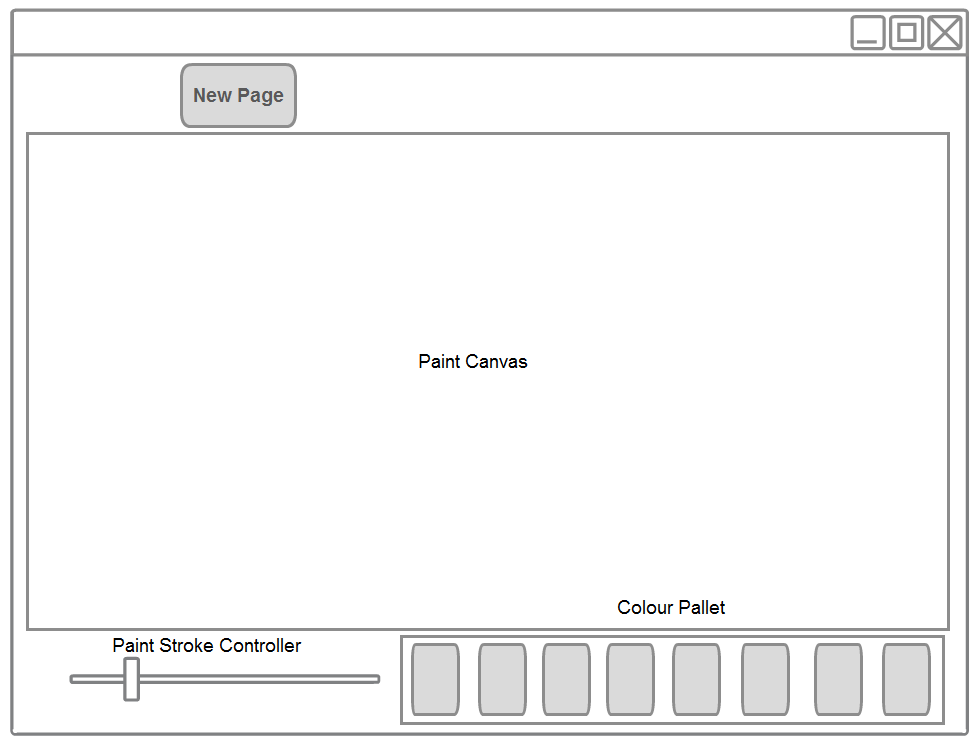 New Page
Paint Canvas
Colour Pallet
Paint Stroke Controller